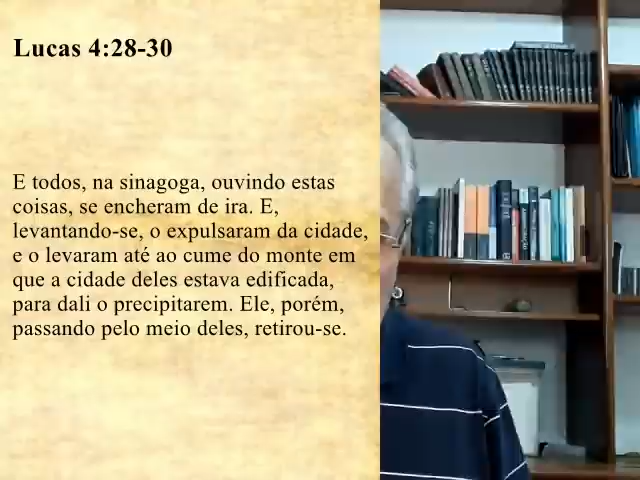 Lucas 4:28-30
E todos, na sinagoga, ouvindo estas
coisas, se encheram de ira. E,
levantando-se, o expulsaram da cidade,
e o levaram até ao cume do monte em
que a cidade deles estava edificada,
para dali o precipitarem. Ele, porém,
passando pelo meio deles, retirou-se.